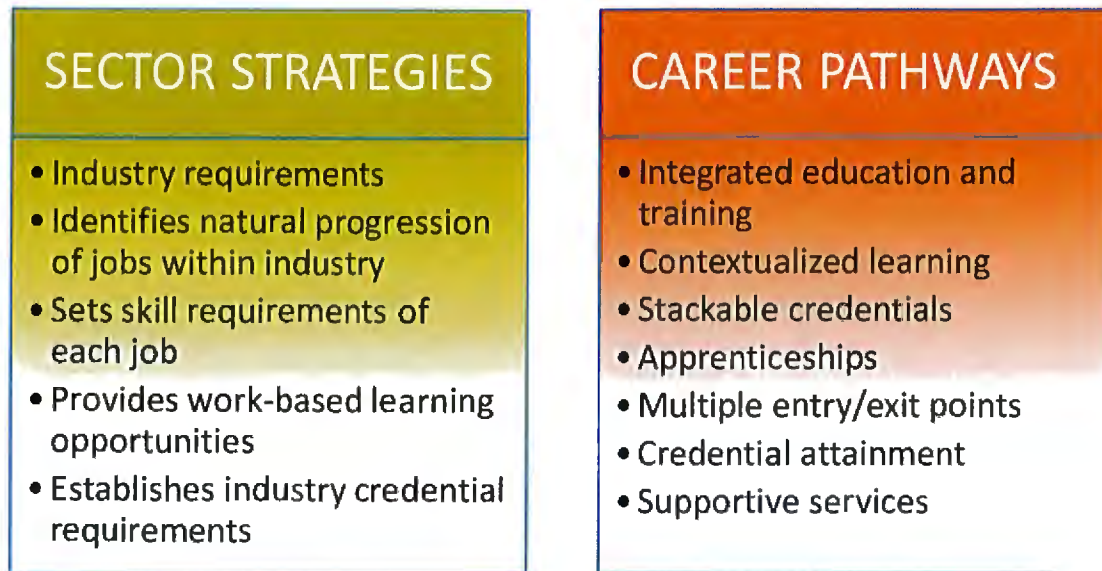 SECTOR STRATEGIES
• Industry requirements
• Identifies natural progression
of jobs within industry
• Sets skill requirements of
each job
• Provides work-based learning
opportunities
• Establishes industry credential
requirements
CAREER PATHWAYS
• Integrated education and
training
• Contextualized learning
• Stackable credentials
• Apprenticeships
• Multiple entry/exit points
• Credential attainment
• Supportive services